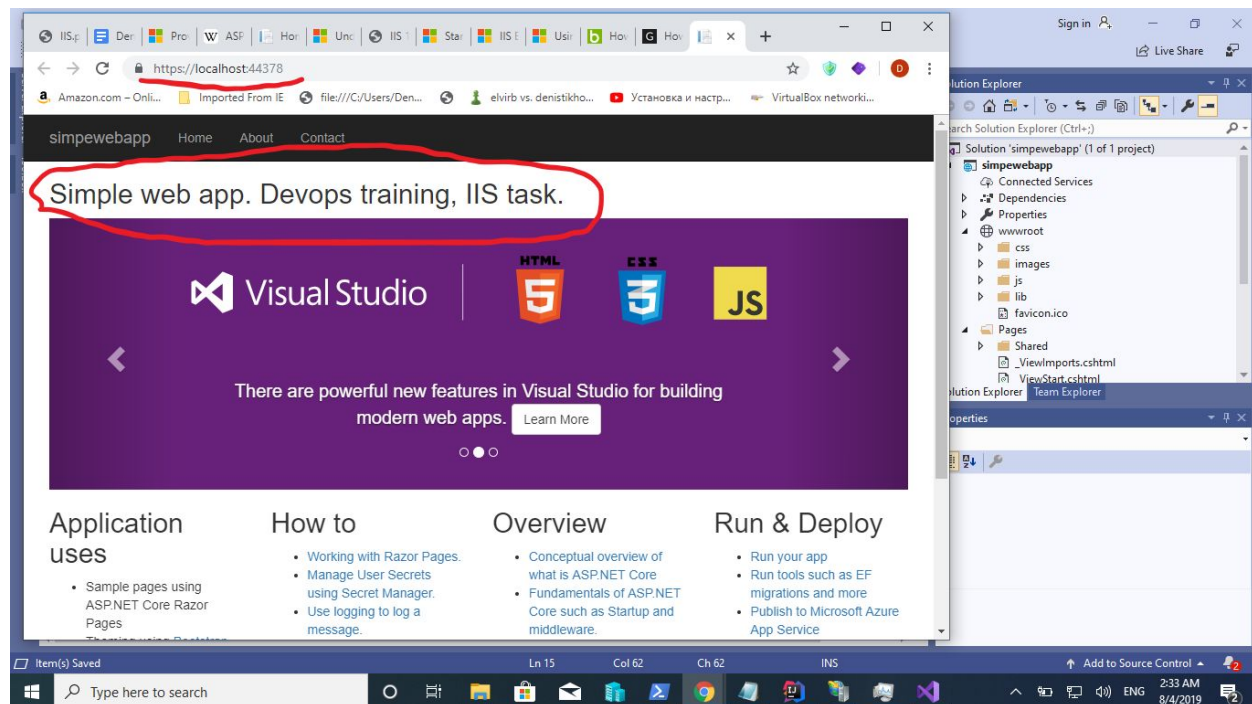 IIS.p
Der
Pro
ASP
Hor
Unc
IIS
Star
IIS E
Usir
Hov
Hov
Sign in
https://localhost:44378
D
Live Share
Amazon.com – Onli...
Imported From IE
file:///C:/Users/Den...
elvirb vs. denistikho...
Установка и настр...
VirtualBox networki...
simpewebapp Home About Contact
Simple web app. Devops training, IIS task.
HTML 5
CSS 3
JS
Visual Studio
There are powerful new features in Visual Studio for building
modern web apps. Learn More
Application
uses
Sample pages using
ASP.NET Core Razor
Pages
How to
Working with Razor Pages.
Manage User Secrets
using Secret Manager.
Use logging to log a
message.
Overview
Conceptual overview of
what is ASP.NET Core
Fundamentals of ASP.NET
Core such as Startup and
middleware.
Run & Deploy
Run your app
Run tools such as EF
migrations and more
Publish to Microsoft Azure
App Service
olution Explorer
earch Solution Explorer (Ctrl+;)
Solution 'simpewebapp' (1 of 1 project)
simpewebapp
Connected Services
Dependencies
Properties
wwwroot
css
images
js
lib
favicon.ico
Pages
Shared
_ViewImports.cshtml
_ViewStart.cshtml
olution Explorer Team Explorer
operties
Item(s) Saved Ln 15 Col 62 Ch 62 INS Add to Source Control 2
Type here to search
ENG
2:33 AM
8/4/2019
2